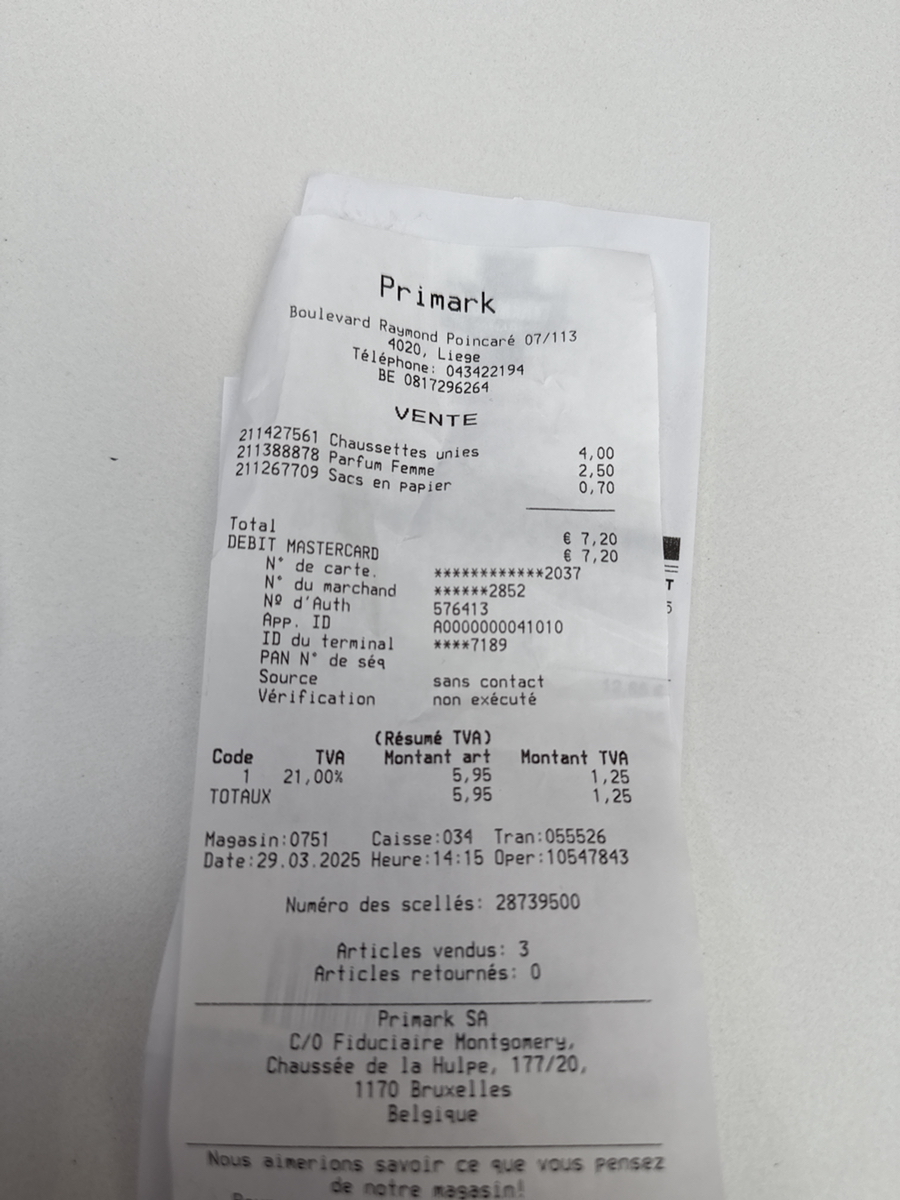 Primark
Boulevard Raymond Poincaré 07/113
4020, Liege
Téléphone: 043422194
BE 0817296264
VENTE
211427561 Chaussettes unies 4,00
211388878 Parfum Femme 2,50
211267709 Sacs en papier 0,70
Total € 7,20
DEBIT MASTERCARD € 7,20
N° de carte. ************2037
N° du marchand ******2852
Nº d'Auth 576413
App. ID A0000000041010
ID du terminal ****7189
PAN N° de séq
Source sans contact
Vérification non exécuté
(Résumé TVA)
Code TVA Montant art Montant TVA
1 21,00% 5,95 1,25
TOTAUX 5,95 1,25
Magasin:0751 Caisse:034 Tran:055526
Date:29.03.2025 Heure:14:15 Oper:10547843
Numéro des scellés: 28739500
Articles vendus: 3
Articles retournés: 0
Primark SA
C/O Fiduciaire Montgomery,
Chaussée de la Hulpe, 177/20,
1170 Bruxelles
Belgique
Nous aimerions savoir ce que vous pensez
de notre magasin!